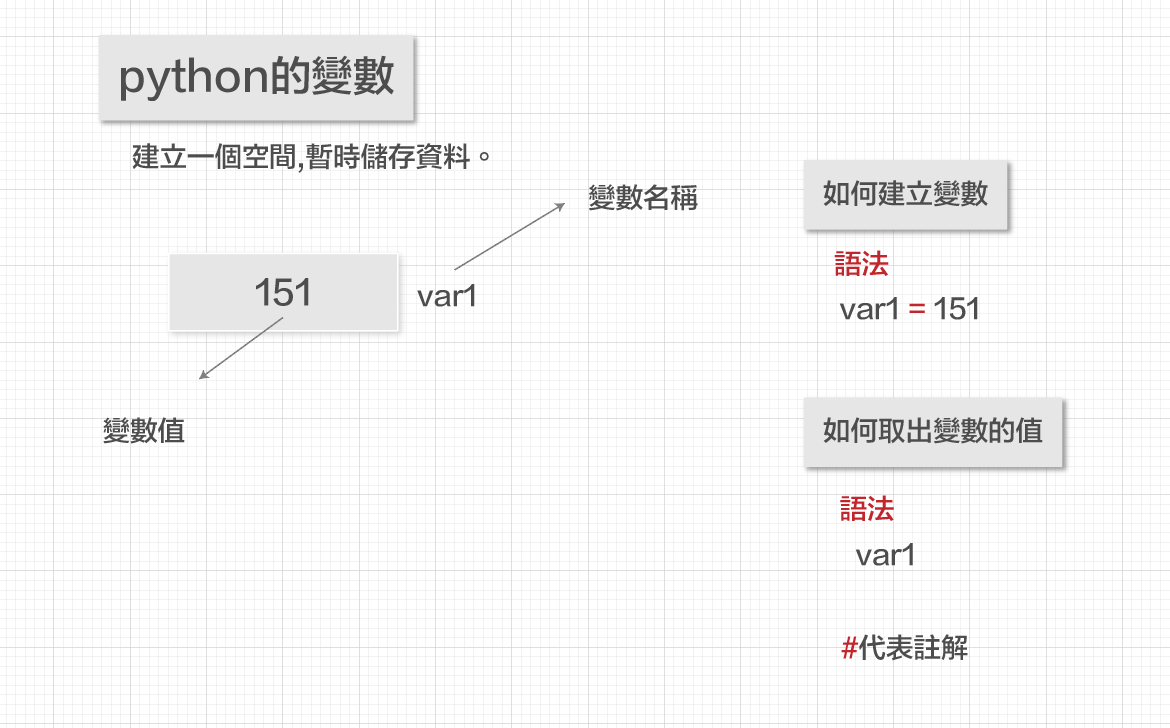 python的變數
建立一個空間,暫時儲存資料。
變數名稱
151
var1
變數值
如何建立變數
語法
var1 = 151
如何取出變數的值
語法
var1
#代表註解